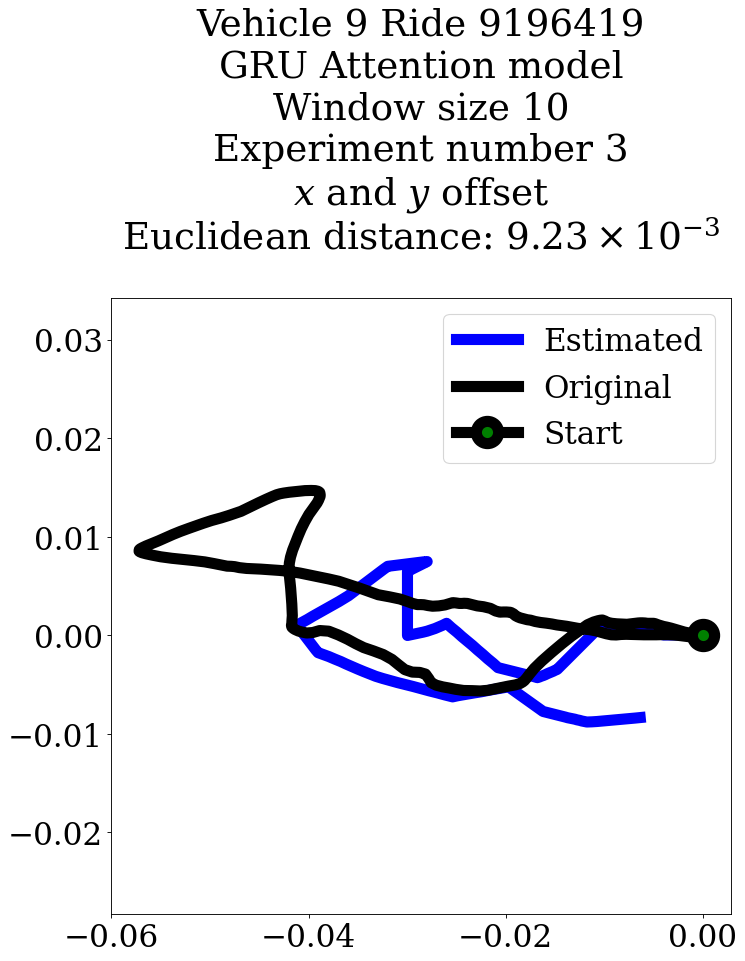 Vehicle 9 Ride 9196419
GRU Attention model
Window size 10
Experiment number 3
x and y offset
Euclidean distance: 9.23 × 10⁻³
Estimated
Original
Start
0.03
0.02
0.01
0.00
−0.01
−0.02
−0.06 −0.04 −0.02 0.00